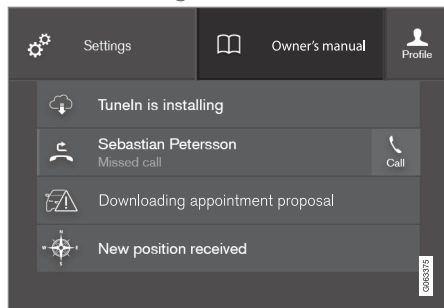 Settings
Owner's manual
Profile
TuneIn is installing
Sebastian Petersson
Missed call
Call
Downloading appointment proposal
New position received
G063375